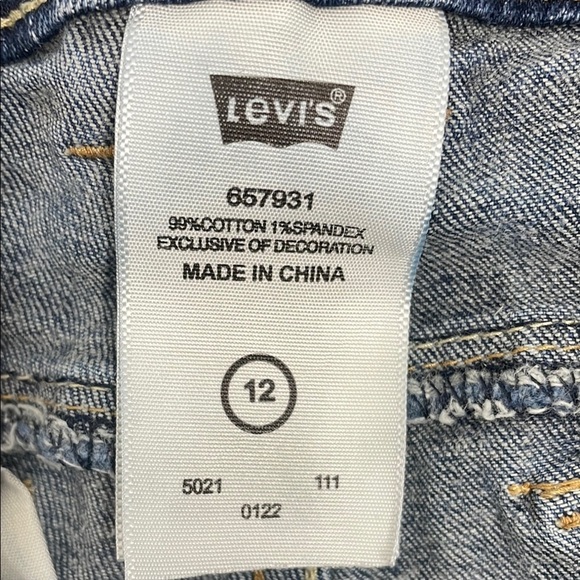 Levi's®
657931
99%COTTON 1%SPANDEX
EXCLUSIVE OF DECORATION
MADE IN CHINA
12
5021 111
0122